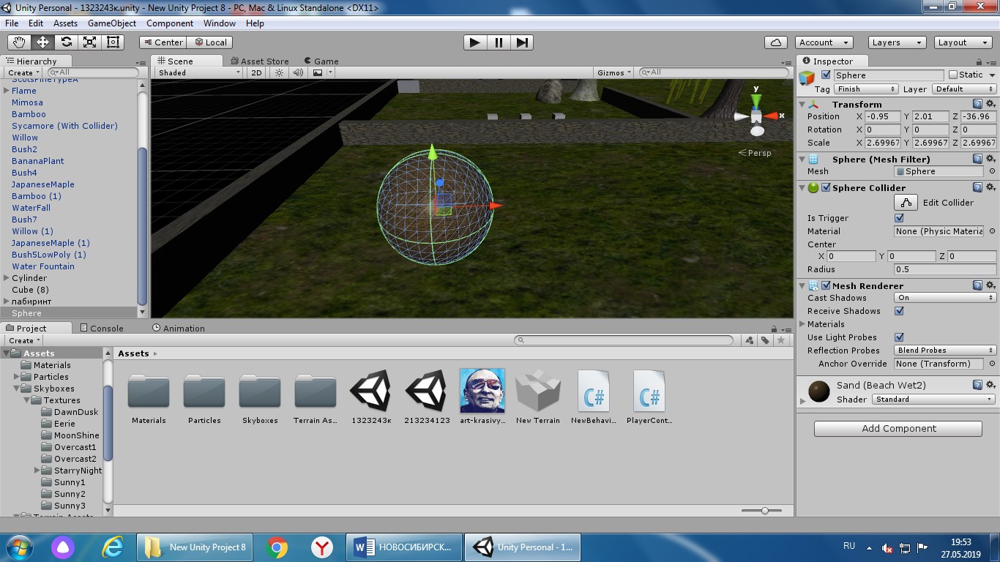 Unity Personal - 1323243к.unity - New Unity Project 8 - PC, Mac & Linux Standalone <DX11>
File Edit Assets GameObject Component Window Help
Center Local Account Layers Layout
Hierarchy
Create All
ScotsPineTypeA
Flame
Mimosa
Bamboo
Sycamore (With Collider)
Willow
Bush2
BananaPlant
Bush4
JapaneseMaple
Bamboo (1)
WaterFall
Bush7
Willow (1)
JapaneseMaple (1)
Bush5LowPoly (1)
Water Fountain
Cylinder
Cube (8)
лабиринт
Sphere
Scene Asset Store Game
Shaded 2D Gizmos All
y
x
Persp
Inspector
Sphere Static
Tag Finish Layer Default
Transform
Position X -0.95 Y 2.01 Z -36.96
Rotation X 0 Y 0 Z 0
Scale X 2.69967 Y 2.69967 Z 2.69967
Sphere (Mesh Filter)
Mesh Sphere
Sphere Collider
Edit Collider
Is Trigger
Material None (Physic Materia
Center
X 0 Y 0 Z 0
Radius 0.5
Mesh Renderer
Cast Shadows On
Receive Shadows
Materials
Use Light Probes
Reflection Probes Blend Probes
Anchor Override None (Transform)
Sand (Beach Wet2)
Shader Standard
Add Component
Project Console Animation
Create
Assets
Materials
Particles
Skyboxes
Textures
DawnDusk
Eerie
MoonShine
Overcast1
Overcast2
StarryNight
Sunny1
Sunny2
Sunny3
Terrain Assets
Assets
Materials Particles Skyboxes Terrain As... 1323243к 213234123 art-krasivy... New Terrain NewBehavi... PlayerCont...
C# C#
New Unity Project 8 НОВОСИБИРСК... Unity Personal - 1... RU 19:53
27.05.2019